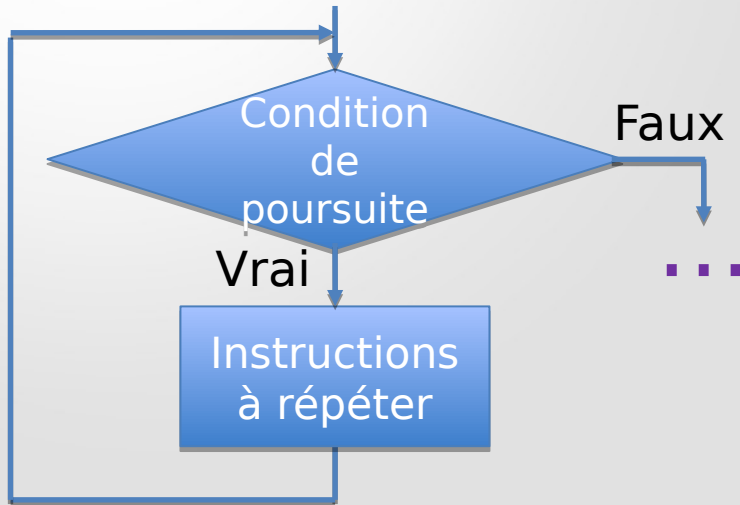 Condition
de
poursuite
Faux
...
Vrai
Instructions
à répéter